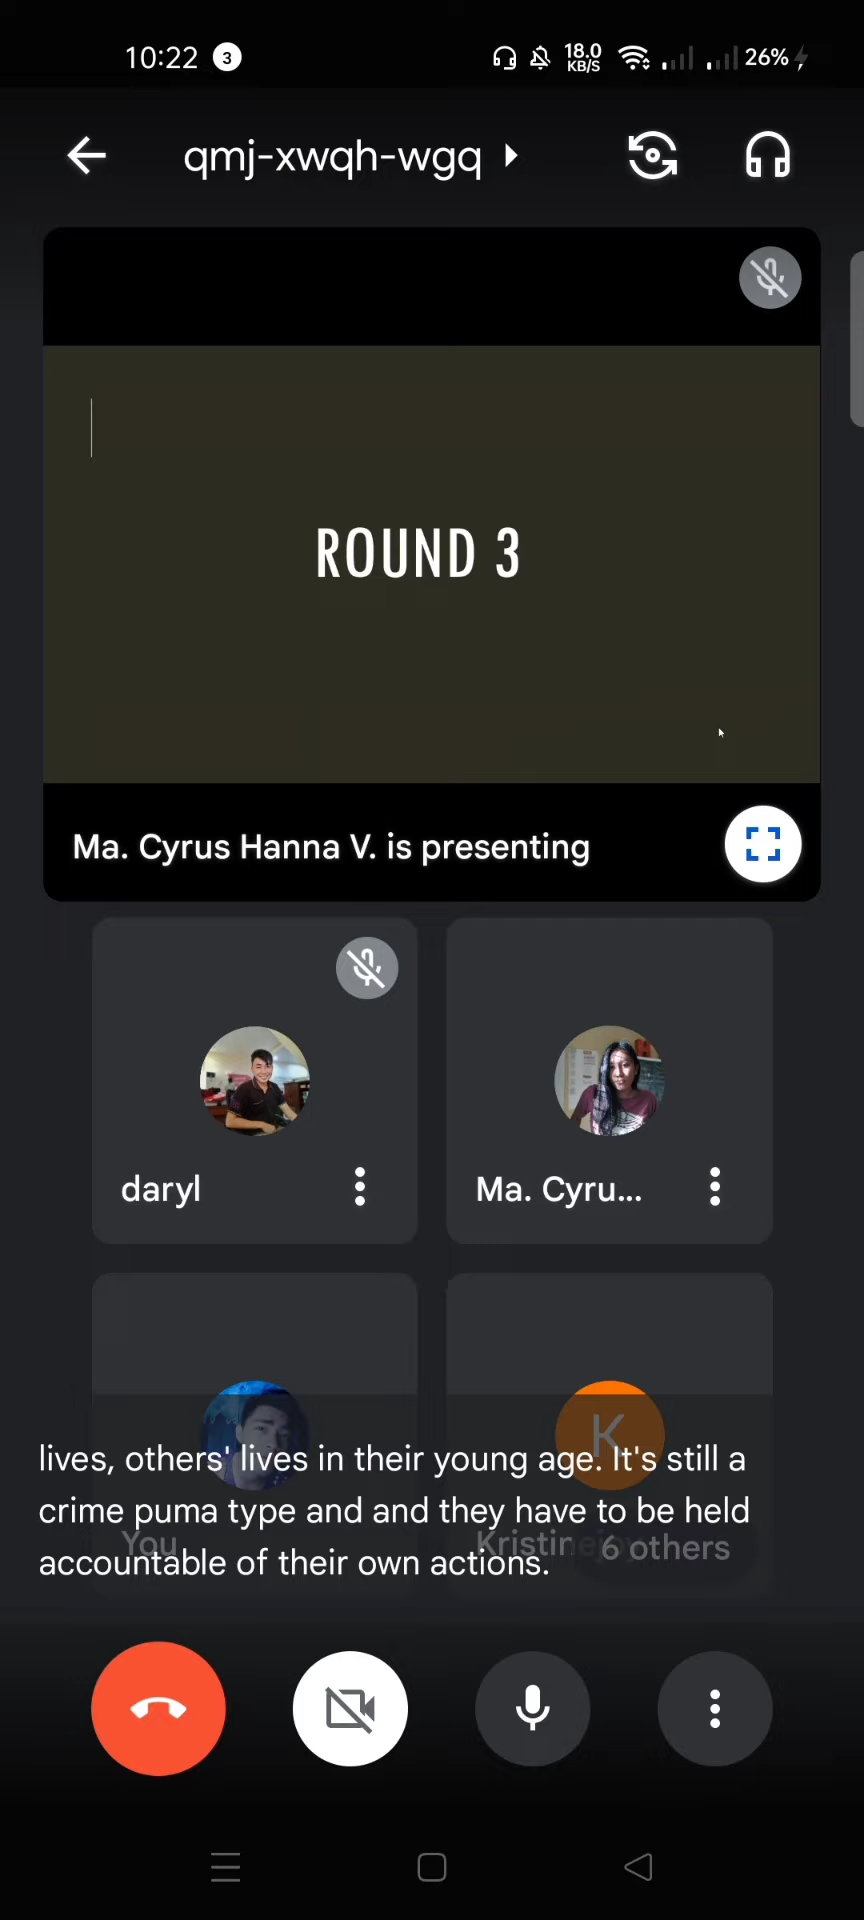 10:22 3 18.0 KB/S 26%
qmj-xwqh-wgq
ROUND 3
Ma. Cyrus Hanna V. is presenting
daryl
Ma. Cyru...
K
lives, others' lives in their young age. It's still a
crime puma type and and they have to be held
accountable of their own actions.
You
Kristinejoy
6 others